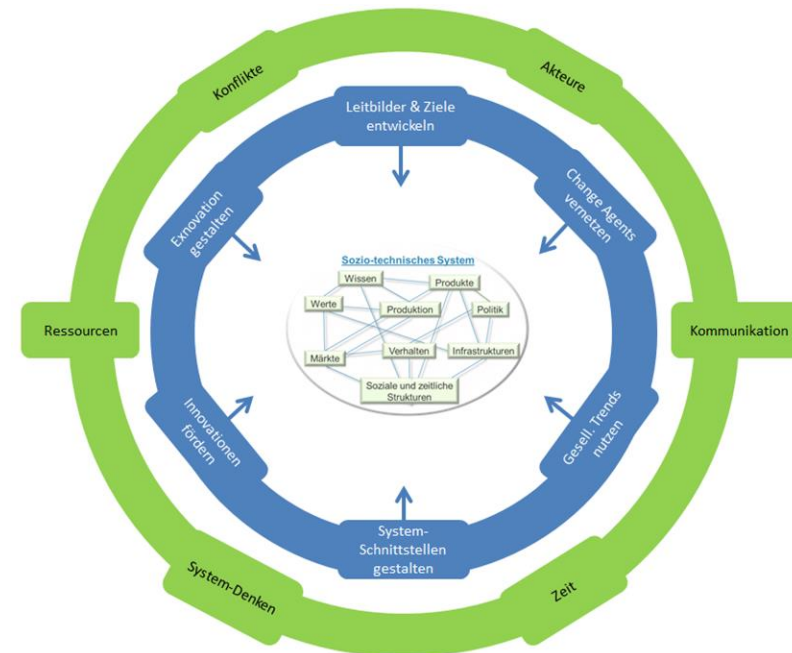 Konflikte
Akteure
Leitbilder & Ziele
entwickeln
Exnovation
gestalten
Change Agents
vernetzen
Sozio-technisches System
Wissen
Produkte
Werte
Produktion
Politik
Märkte
Verhalten
Infrastrukturen
Soziale und zeitliche
Strukturen
Ressourcen
Kommunikation
Innovationen
fördern
Gesell. Trends
nutzen
System-
Schnittstellen
gestalten
System-Denken
Zeit